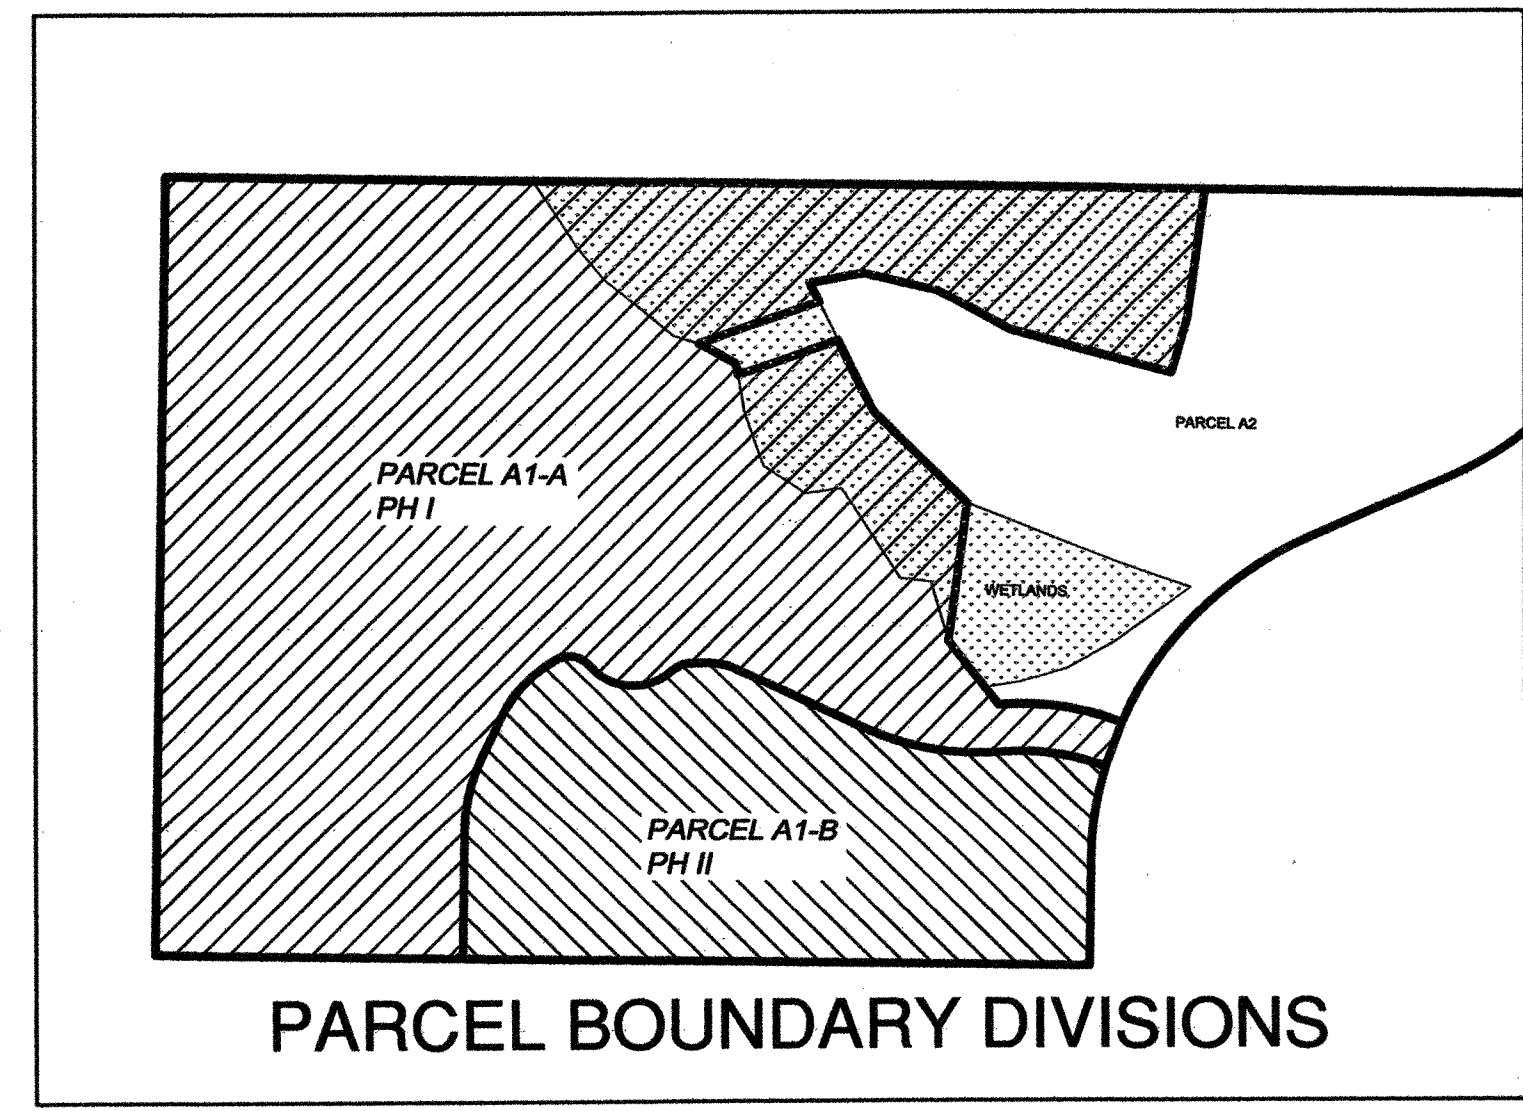 PARCEL A2
PARCEL A1-A
PH I
WETLANDS
PARCEL A1-B
PH II
PARCEL BOUNDARY DIVISIONS